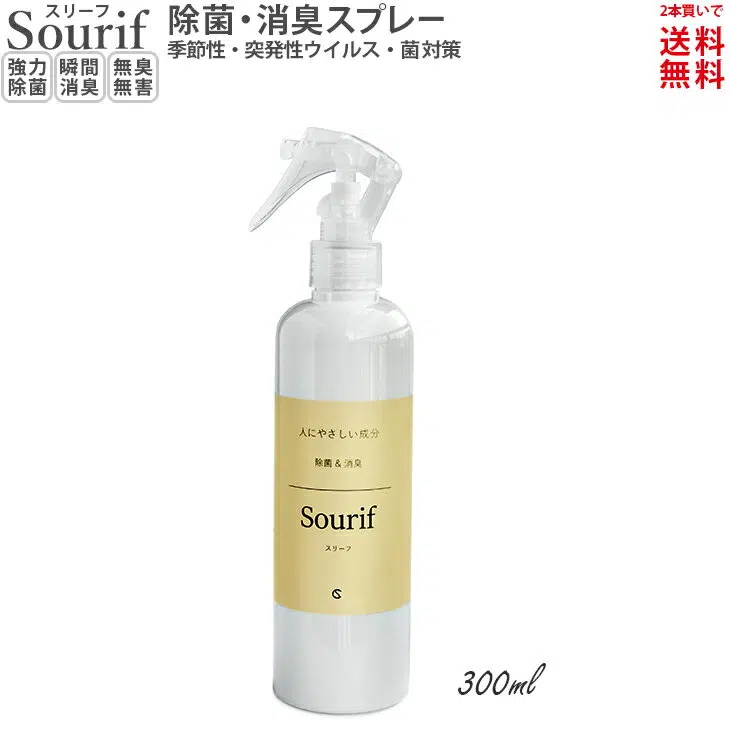 スリーフ
Sourif
除菌・消臭スプレー
季節性・突発性ウイルス・菌対策
強力
除菌
瞬間
消臭
無臭
無害
2本買いで
送料
無料
人にやさしい成分
除菌 & 消臭
Sourif
スリーフ
300ml